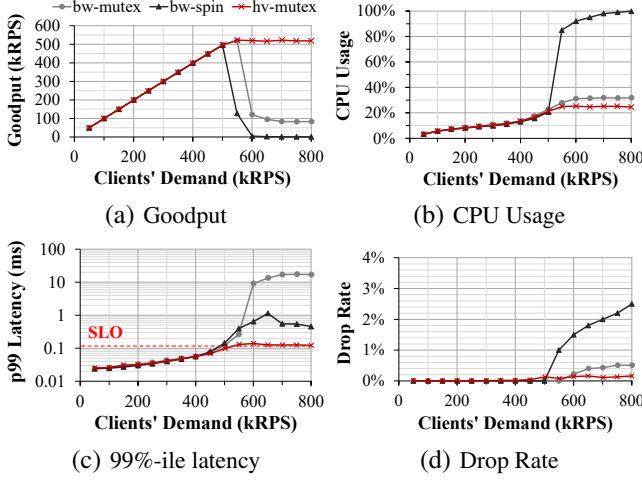 bw-mutex bw-spin hv-mutex
Goodput (kRPS)
600
500
400
300
200
100
0
0 200 400 600 800
Clients' Demand (kRPS)
(a) Goodput
CPU Usage
100%
80%
60%
40%
20%
0%
0 200 400 600 800
Clients' Demand (kRPS)
(b) CPU Usage
p99 Latency (ms)
100
10
1
0.1
0.01
SLO
0 200 400 600 800
Clients' Demand (kRPS)
(c) 99%-ile latency
Drop Rate
4%
3%
2%
1%
0%
0 200 400 600 800
Clients' Demand (kRPS)
(d) Drop Rate